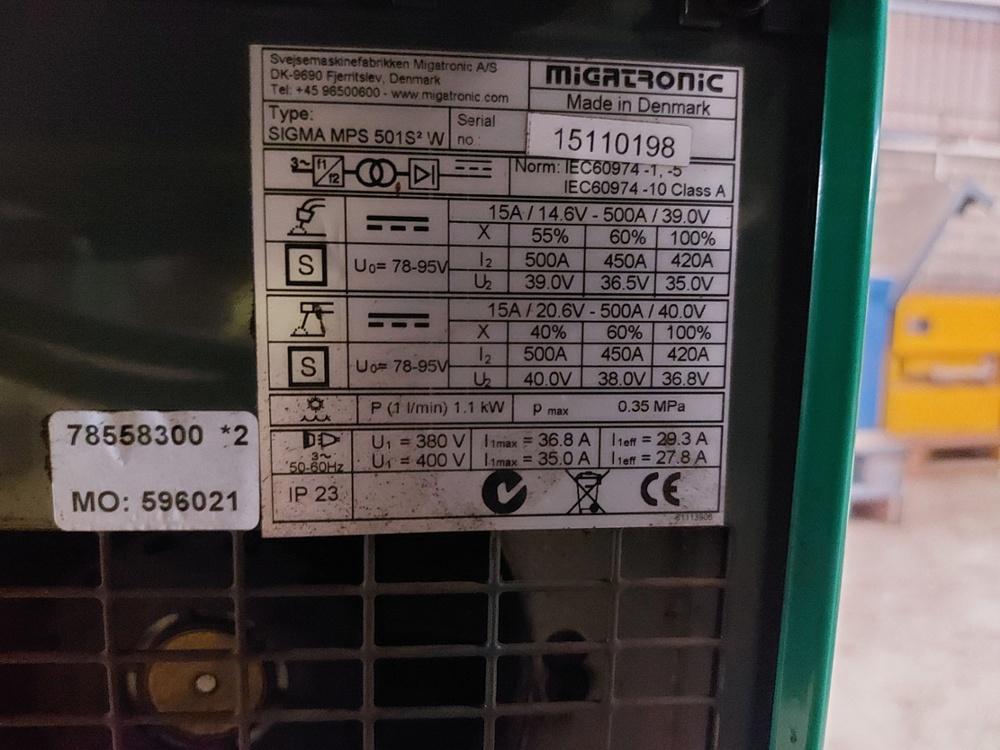 Svejsemaskinefabrikken Migatronic A/S
DK-9690 Fjerritslev, Denmark
Tel: +45 96500600 - www.migatronic.com
MIGATRONIC
Made in Denmark
Type:
SIGMA MPS 501S² W
Serial
no :
15110198
3~ f1
f2
Norm: IEC60974 -1, -5
IEC60974 -10 Class A
15A / 14.6V - 500A / 39.0V
X 55% 60% 100%
S
U₀= 78-95V
I₂ 500A 450A 420A
U₂ 39.0V 36.5V 35.0V
15A / 20.6V - 500A / 40.0V
X 40% 60% 100%
S
U₀= 78-95V
I₂ 500A 450A 420A
U₂ 40.0V 38.0V 36.8V
P (1 l/min) 1.1 kW p max 0.35 MPa
3~
50-60Hz
U₁ = 380 V I₁max = 36.8 A I₁eff = 29.3 A
U₁ = 400 V I₁max = 35.0 A I₁eff = 27.8 A
IP 23
CE
78558300 *2
MO: 596021